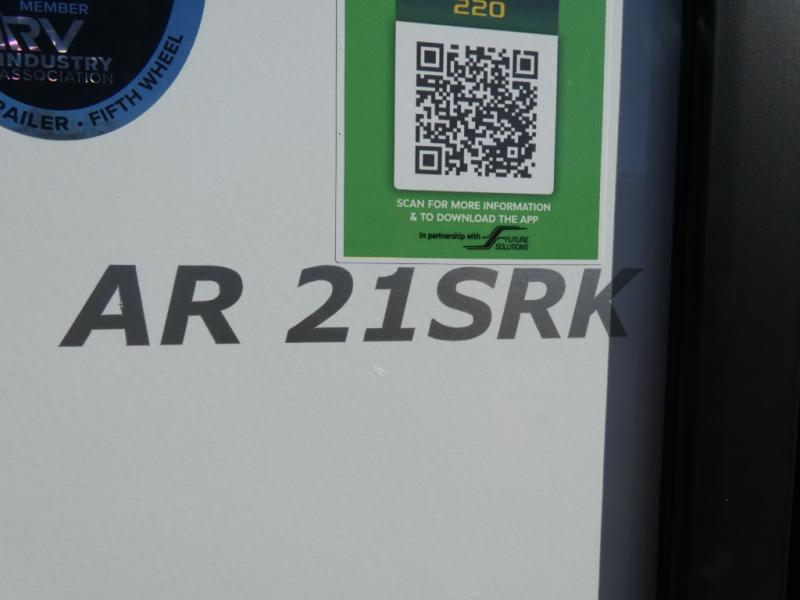 MEMBER
RV
INDUSTRY
ASSOCIATION
FIFTH WHEEL
220
SCAN FOR MORE INFORMATION
& TO DOWNLOAD THE APP
In partnership with FUTURE
SOLUTIONS
AR 21SRK